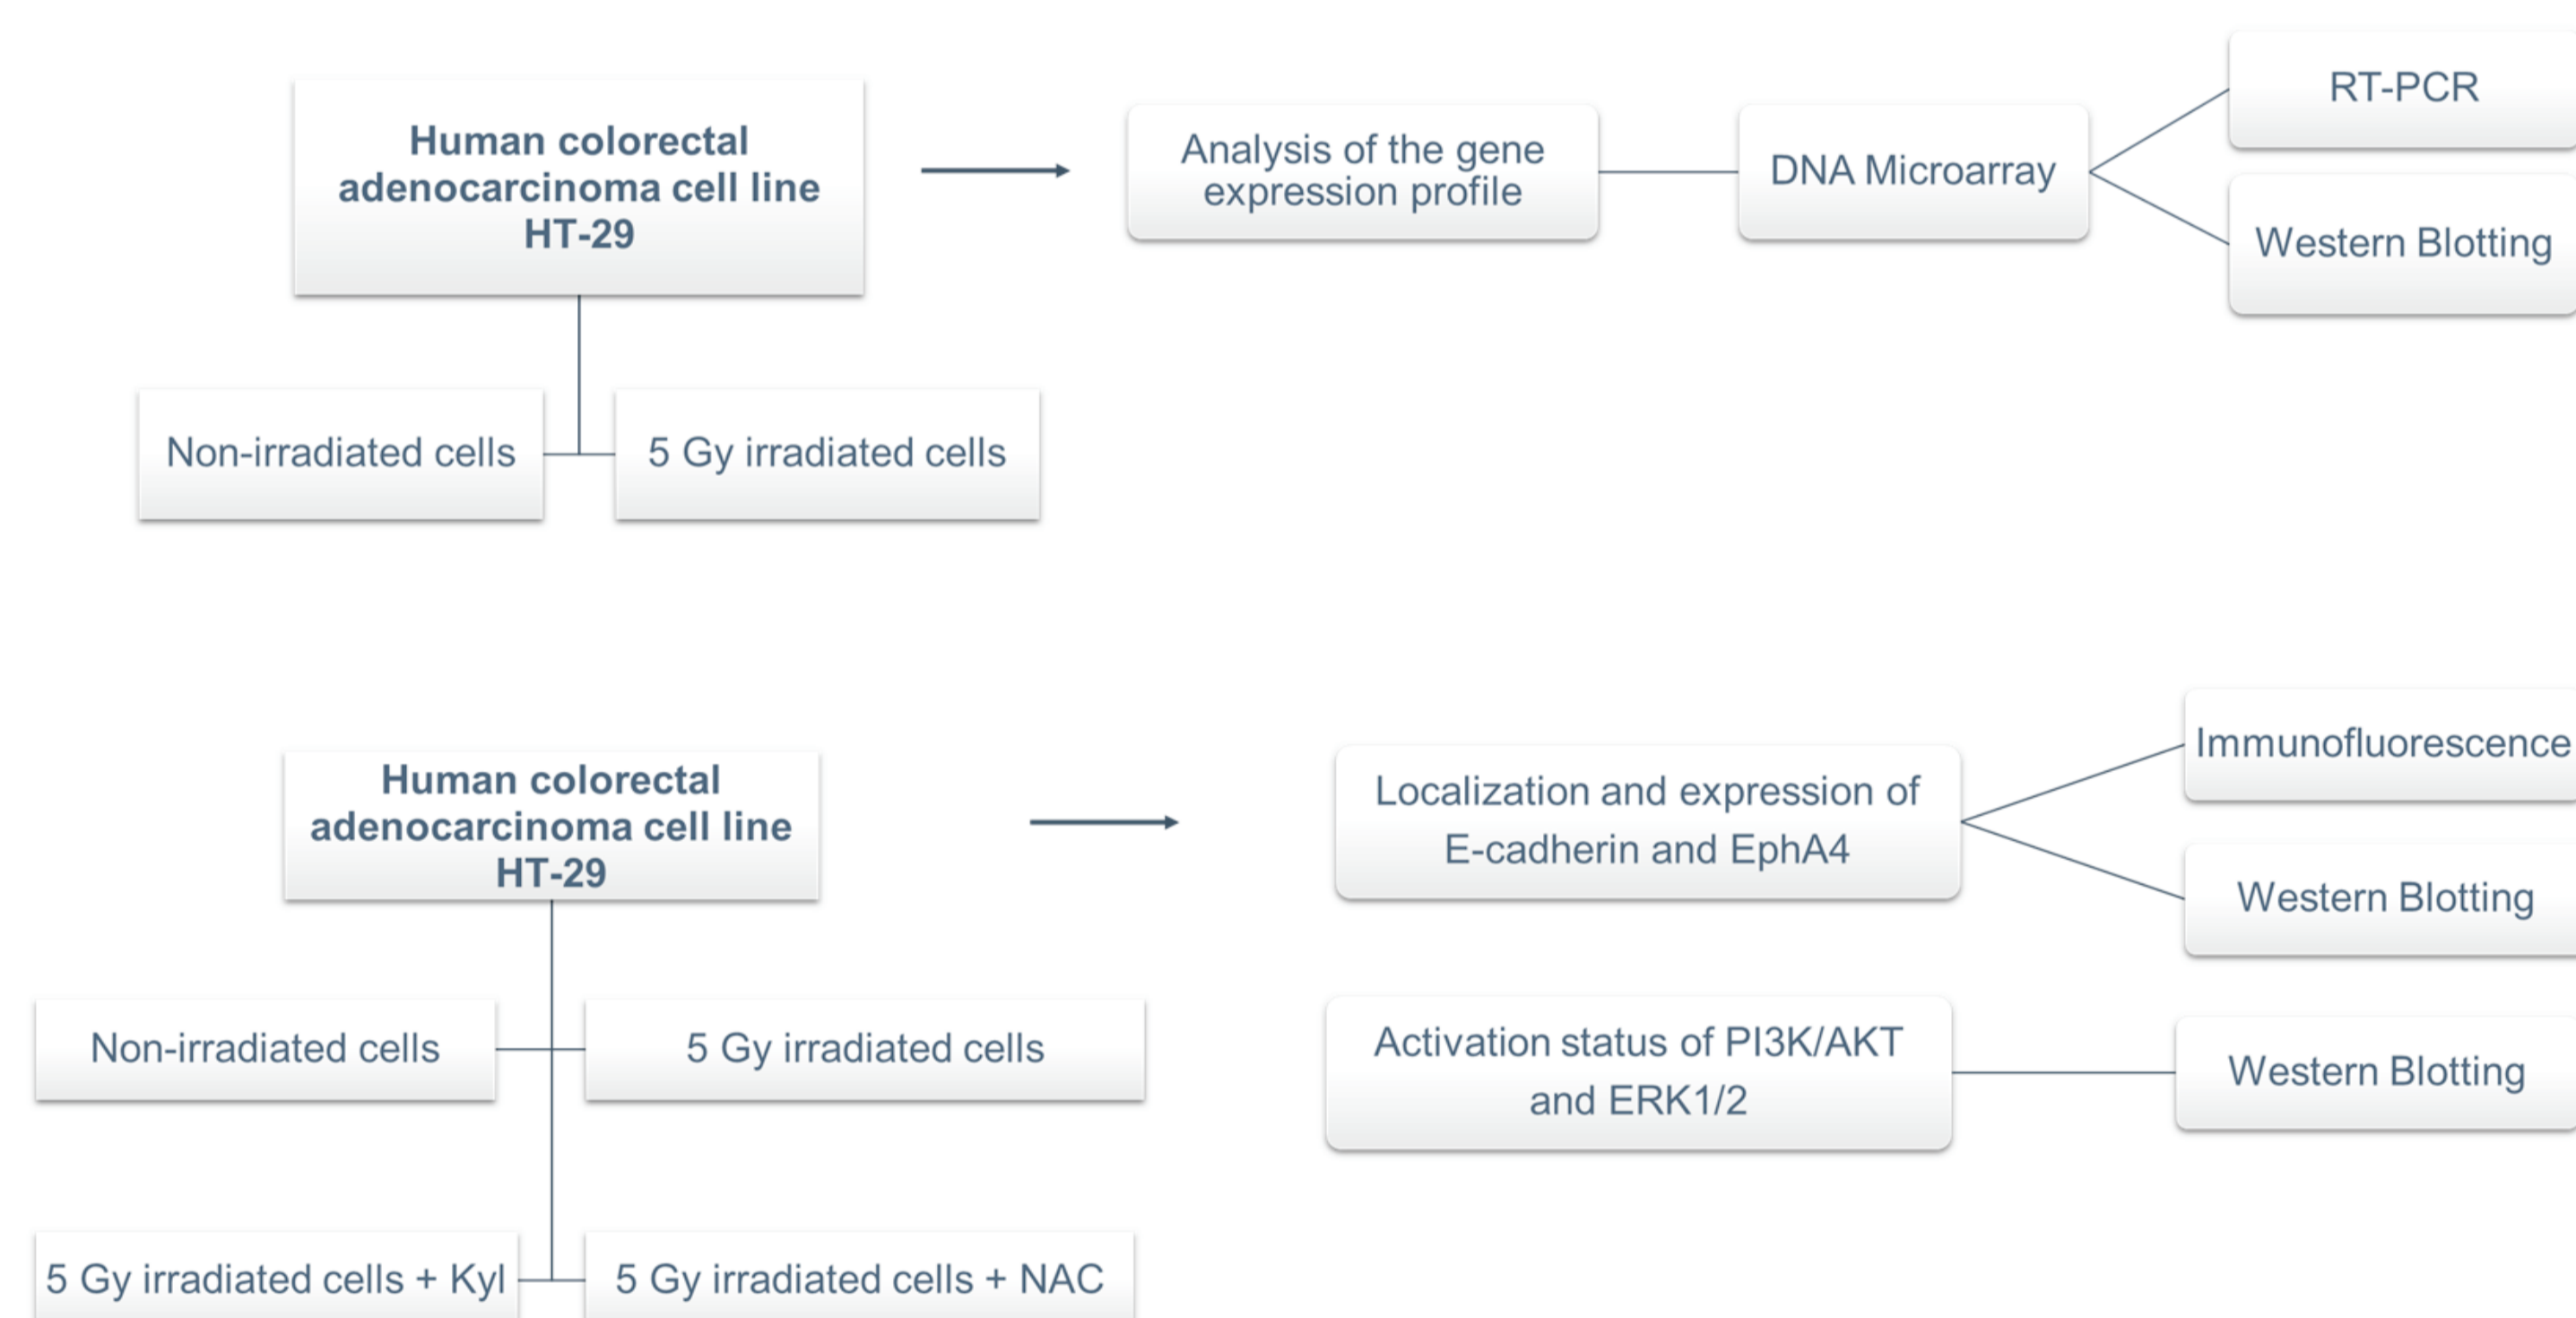 Human colorectal
adenocarcinoma cell line
HT-29
Analysis of the gene
expression profile
DNA Microarray
RT-PCR
Western Blotting
Non-irradiated cells
5 Gy irradiated cells
Human colorectal
adenocarcinoma cell line
HT-29
Localization and expression of
E-cadherin and EphA4
Immunofluorescence
Western Blotting
Non-irradiated cells
5 Gy irradiated cells
Activation status of PI3K/AKT
and ERK1/2
Western Blotting
5 Gy irradiated cells + Kyl
5 Gy irradiated cells + NAC